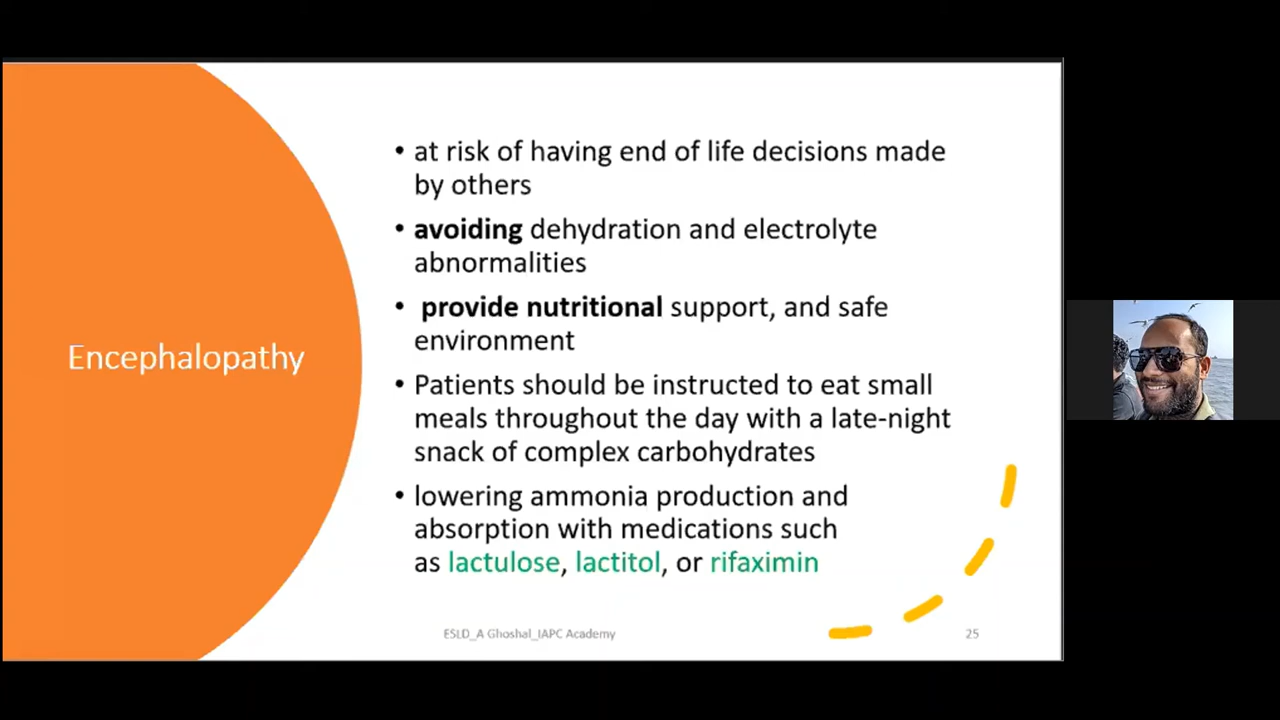 Encephalopathy
• at risk of having end of life decisions made
by others
• avoiding dehydration and electrolyte
abnormalities
• provide nutritional support, and safe
environment
• Patients should be instructed to eat small
meals throughout the day with a late-night
snack of complex carbohydrates
• lowering ammonia production and
absorption with medications such
as lactulose, lactitol, or rifaximin
ESLD_A Ghoshal_IAPC Academy
25